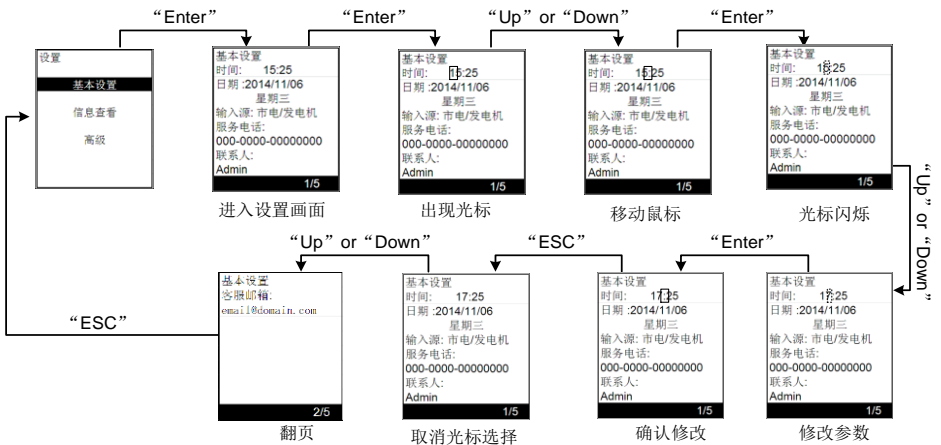 “Enter”
“Enter”
“Up” or “Down”
“Enter”
设置
基本设置
信息查看
高级
基本设置
时间: 15:25
日期 :2014/11/06
星期三
输入源: 市电/发电机
服务电话:
000-0000-00000000
联系人:
Admin
1/5
进入设置画面
基本设置
时间: 15:25
日期 :2014/11/06
星期三
输入源: 市电/发电机
服务电话:
000-0000-00000000
联系人:
Admin
1/5
出现光标
基本设置
时间: 15:25
日期 :2014/11/06
星期三
输入源: 市电/发电机
服务电话:
000-0000-00000000
联系人:
Admin
1/5
移动鼠标
基本设置
时间: 15:25
日期 :2014/11/06
星期三
输入源: 市电/发电机
服务电话:
000-0000-00000000
联系人:
Admin
1/5
光标闪烁
“Up” or “Down”
“Enter”
“ESC”
“Up” or “Down”
“ESC”
基本设置
客服邮箱:
email@domain.com
2/5
翻页
基本设置
时间: 17:25
日期 :2014/11/06
星期三
输入源: 市电/发电机
服务电话:
000-0000-00000000
联系人:
Admin
1/5
取消光标选择
基本设置
时间: 17:25
日期 :2014/11/06
星期三
输入源: 市电/发电机
服务电话:
000-0000-00000000
联系人:
Admin
1/5
确认修改
基本设置
时间: 17:25
日期 :2014/11/06
星期三
输入源: 市电/发电机
服务电话:
000-0000-00000000
联系人:
Admin
1/5
修改参数